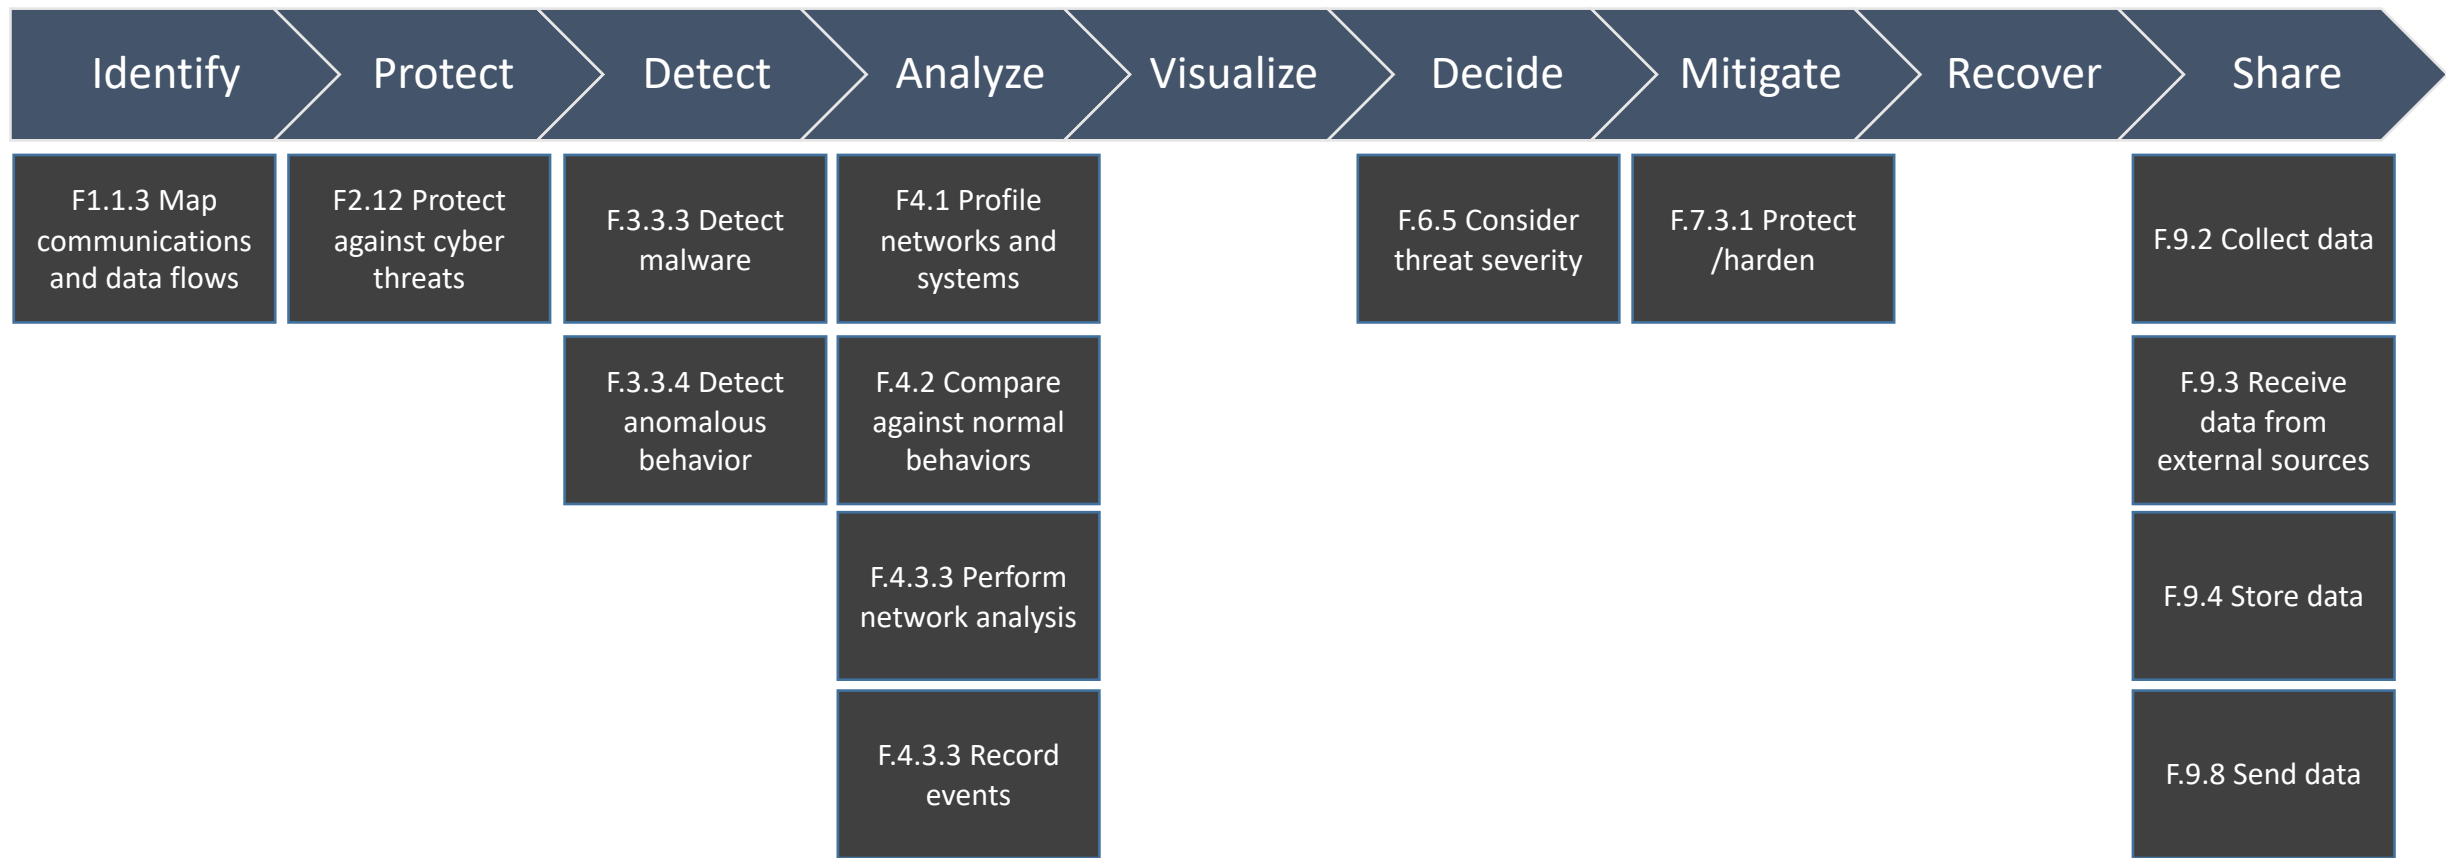 Identify
Protect
Detect
Analyze
Visualize
Decide
Mitigate
Recover
Share
F1.1.3 Map
communications
and data flows
F2.12 Protect
against cyber
threats
F.3.3.3 Detect
malware
F4.1 Profile
networks and
systems
F.6.5 Consider
threat severity
F.7.3.1 Protect
/harden
F.9.2 Collect data
F.3.3.4 Detect
anomalous
behavior
F.4.2 Compare
against normal
behaviors
F.9.3 Receive
data from
external sources
F.4.3.3 Perform
network analysis
F.9.4 Store data
F.4.3.3 Record
events
F.9.8 Send data